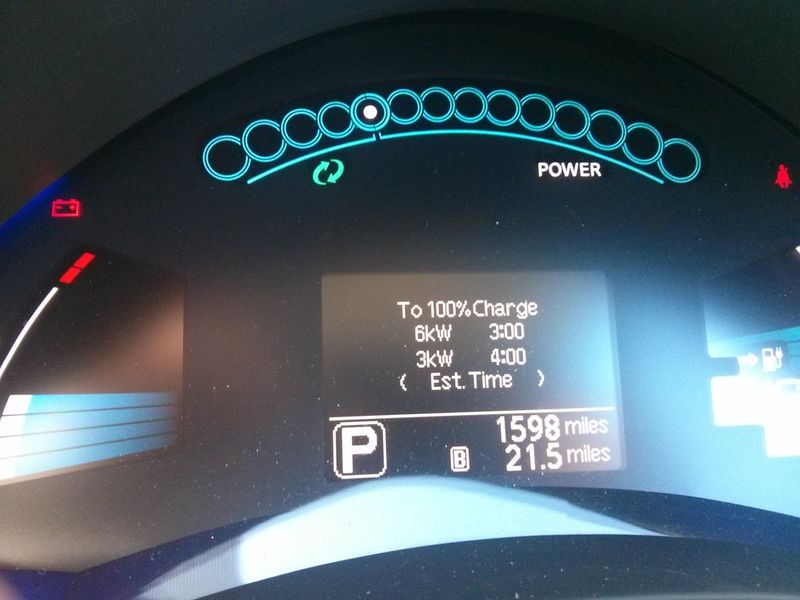 POWER
To 100% Charge
6kW 3:00
3kW 4:00
( Est. Time )
1598 miles
P B 21.5 miles